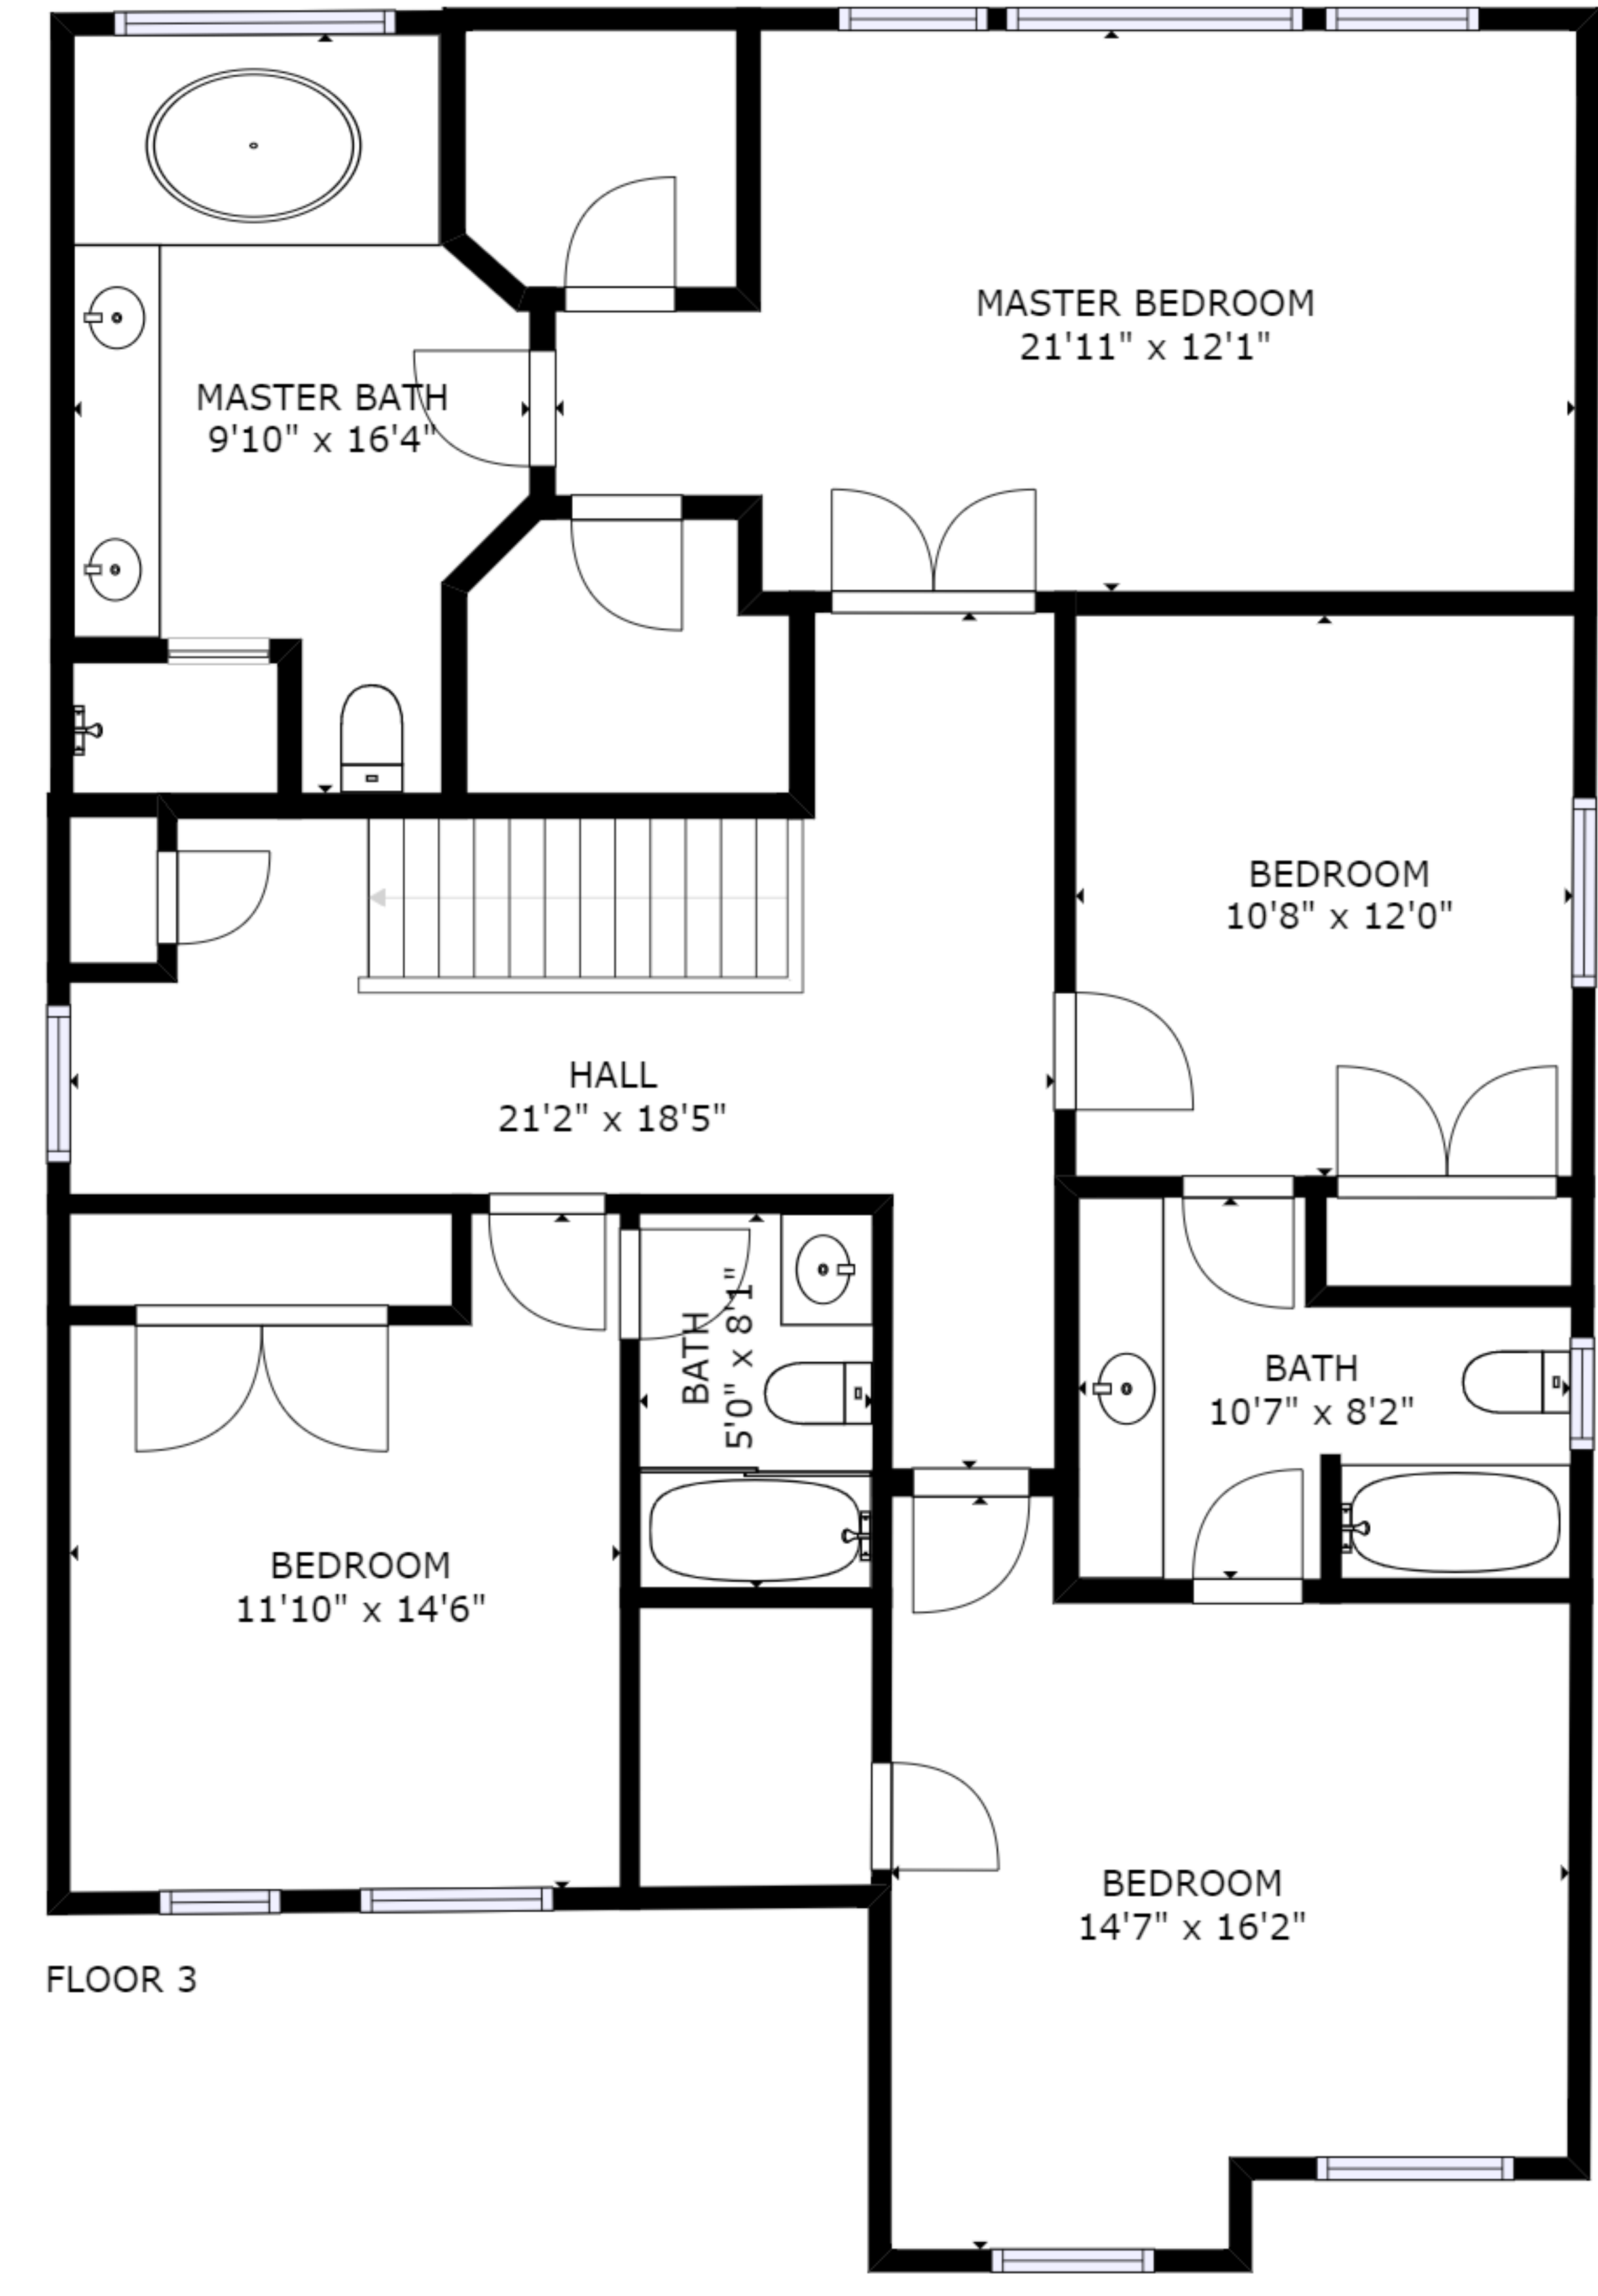 MASTER BEDROOM
21'11" x 12'1"
MASTER BATH
9'10" x 16'4"
BEDROOM
10'8" x 12'0"
HALL
21'2" x 18'5"
BATH
5'0" x 8'1"
BATH
10'7" x 8'2"
BEDROOM
11'10" x 14'6"
BEDROOM
14'7" x 16'2"
FLOOR 3